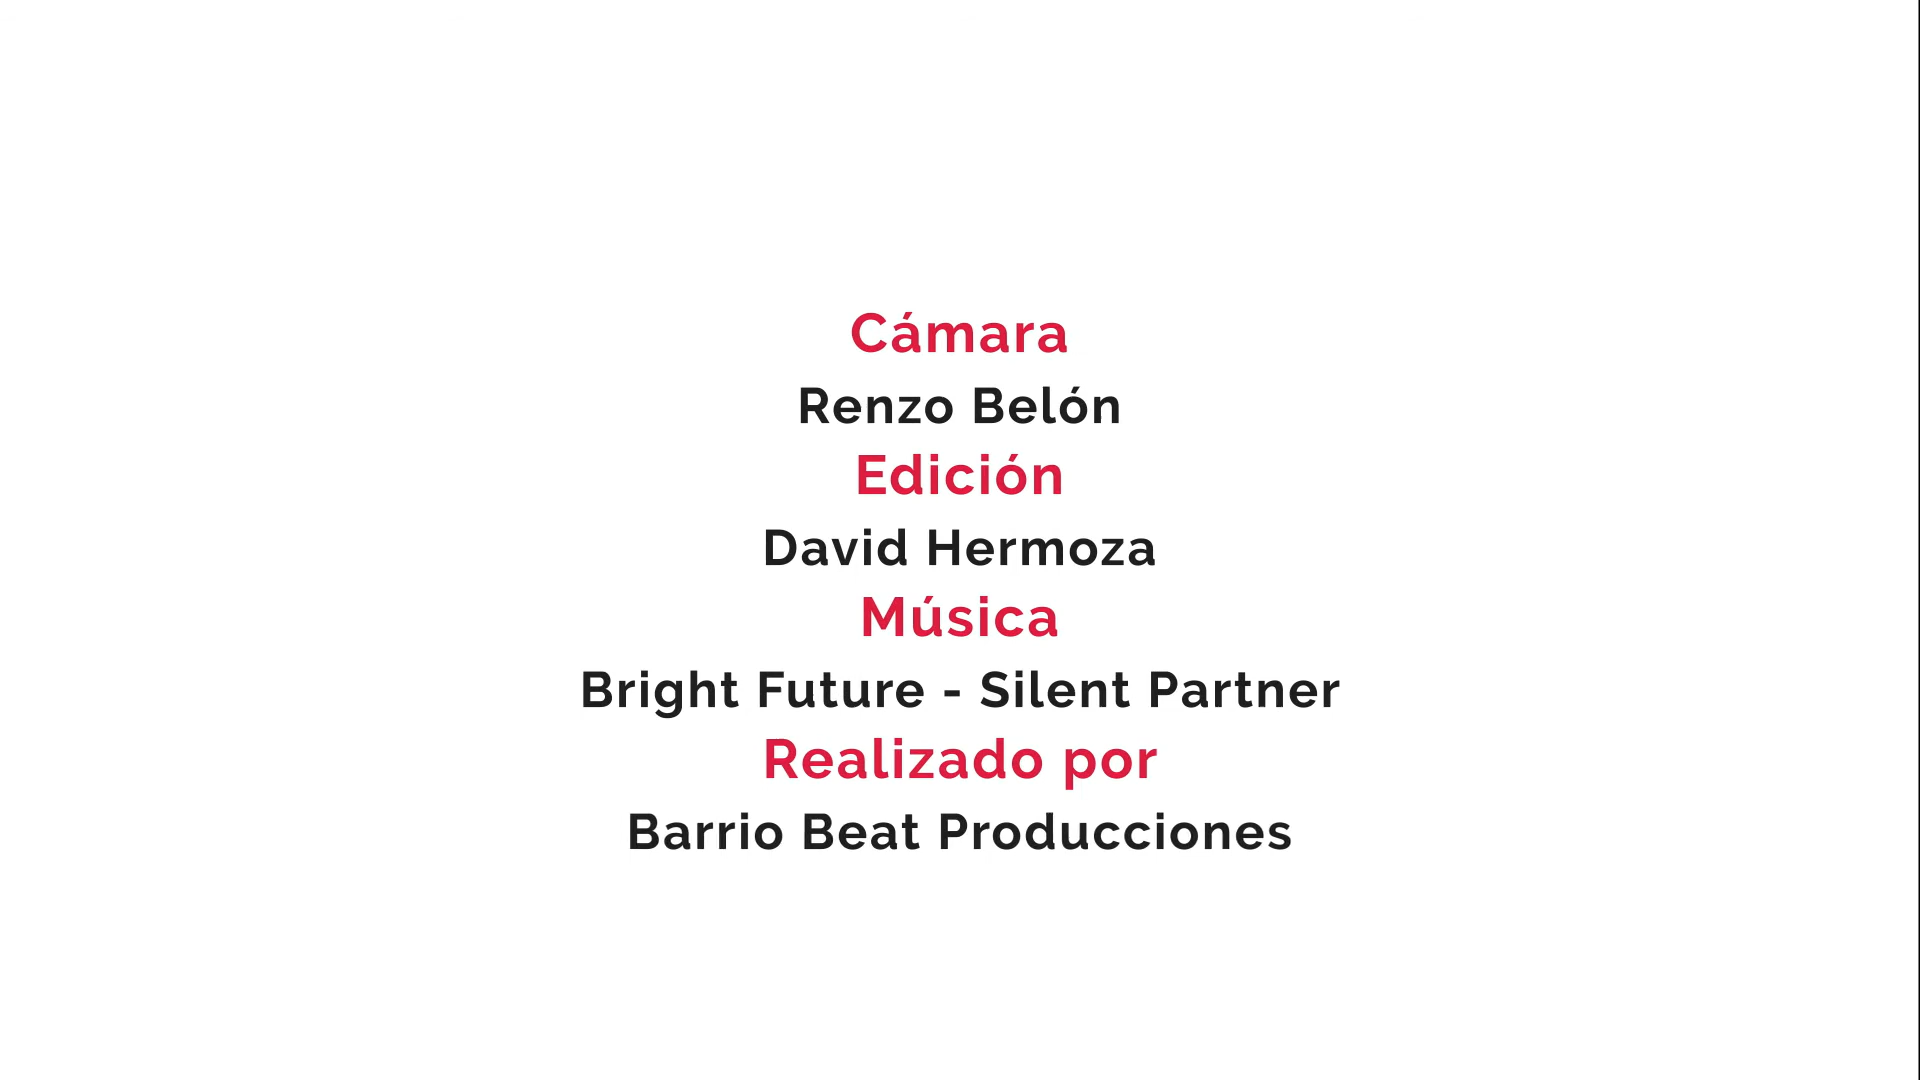 Cámara
Renzo Belón
Edición
David Hermoza
Música
Bright Future - Silent Partner
Realizado por
Barrio Beat Producciones